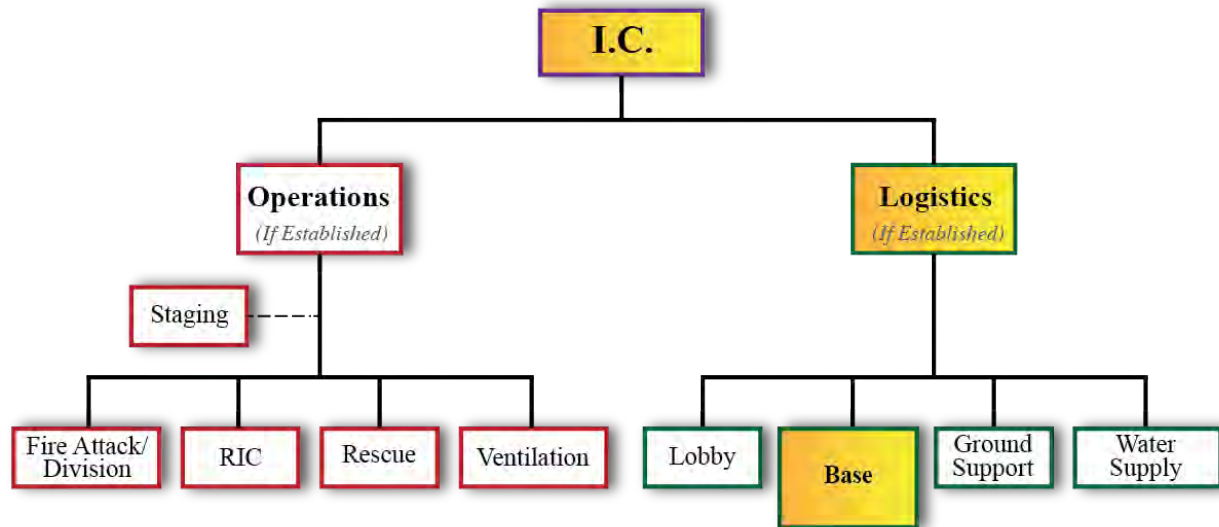 I.C.
Operations
(If Established)
Logistics
(If Established)
Staging
Fire Attack/
Division
RIC
Rescue
Ventilation
Lobby
Base
Ground
Support
Water
Supply